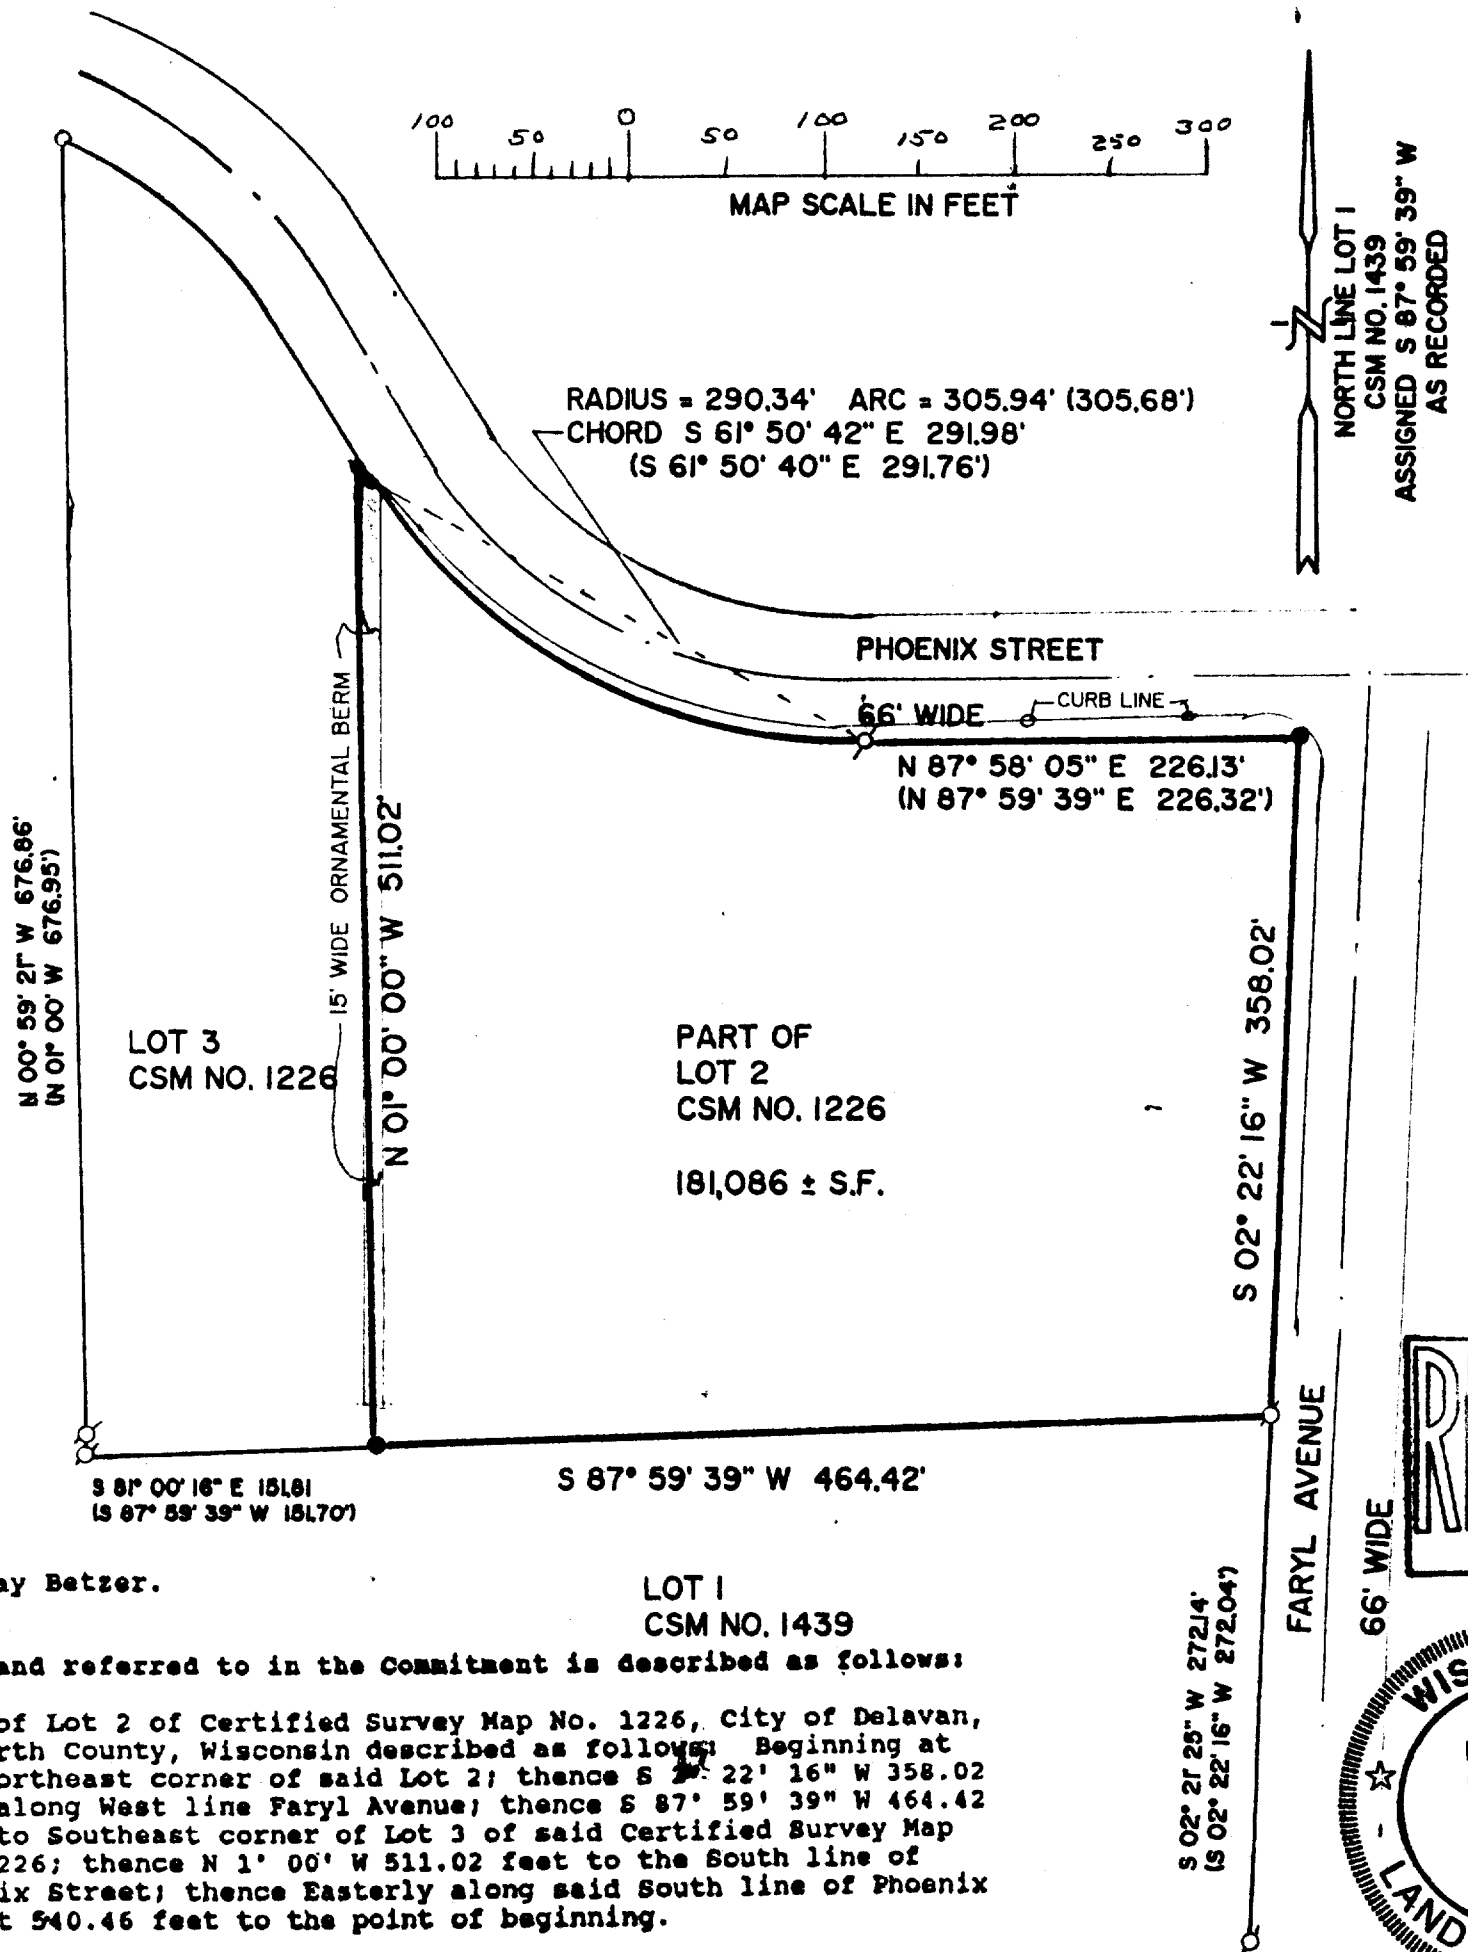 100 50 0 50 100 150 200 250 300
MAP SCALE IN FEET
N
NORTH LINE LOT 1
CSM NO. 1439
ASSIGNED S 87° 59' 39" W
AS RECORDED
RADIUS = 290.34' ARC = 305.94' (305.68')
CHORD S 61° 50' 42" E 291.98'
(S 61° 50' 40" E 291.76')
PHOENIX STREET
66' WIDE
CURB LINE
N 87° 58' 05" E 226.13'
(N 87° 59' 39" E 226.32')
15' WIDE ORNAMENTAL BERM
N 01° 00' 00" W 511.02'
N 00° 59' 21" W 676.86'
(N 01° 00' 00" W 676.95')
LOT 3
CSM NO. 1226
PART OF
LOT 2
CSM NO. 1226
181,086 ± S.F.
S 02° 22' 16" W 358.02'
S 81° 00' 16" E 151.81
(S 87° 59' 39" W 151.70')
S 87° 59' 39" W 464.42'
FARYL AVENUE
66' WIDE
LOT 1
CSM NO. 1439
S 02° 21' 25" W 272.14'
(S 02° 22' 16" W 272.04')
ay Betzer.
and referred to in the Commitment is described as follows:
of Lot 2 of Certified Survey Map No. 1226, City of Delavan,
rth County, Wisconsin described as follows: Beginning at
ortheast corner of said Lot 2; thence S 22' 16" W 358.02
along West line Faryl Avenue; thence S 87° 59' 39" W 464.42
to Southeast corner of Lot 3 of said Certified Survey Map
226; thence N 1° 00' W 511.02 feet to the South line of
ix Street; thence Easterly along said South line of Phoenix
t 540.46 feet to the point of beginning.
WIS
LAND